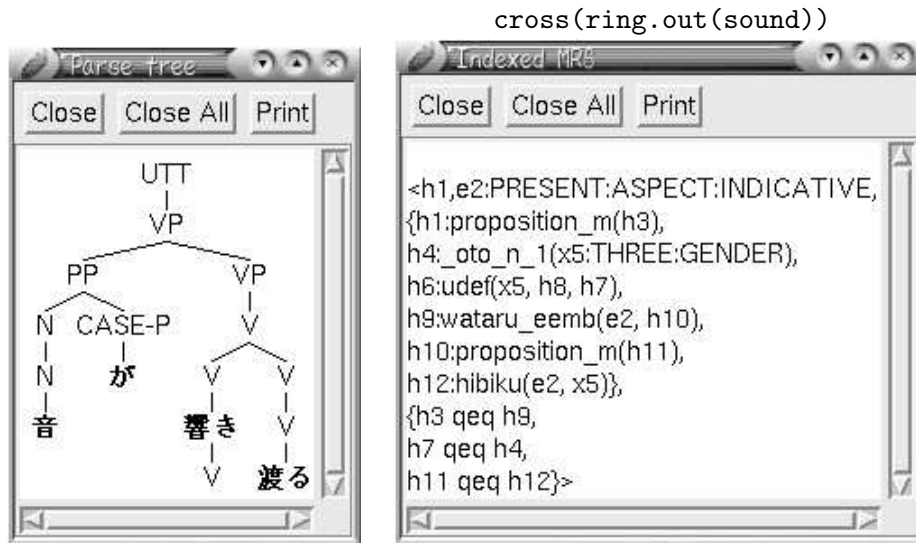 cross(ring.out(sound))
Parse tree
Close Close All Print
UTT
VP
PP VP
N CASE-P V
N が V V
音 響き V
V 渡る
Indexed MRS
Close Close All Print
<h1,e2:PRESENT:ASPECT:INDICATIVE,
{h1:proposition_m(h3),
h4:_oto_n_1(x5:THREE:GENDER),
h6:udef(x5, h8, h7),
h9:wataru_eemb(e2, h10),
h10:proposition_m(h11),
h12:hibiku(e2, x5)},
{h3 qeq h9,
h7 qeq h4,
h11 qeq h12}>